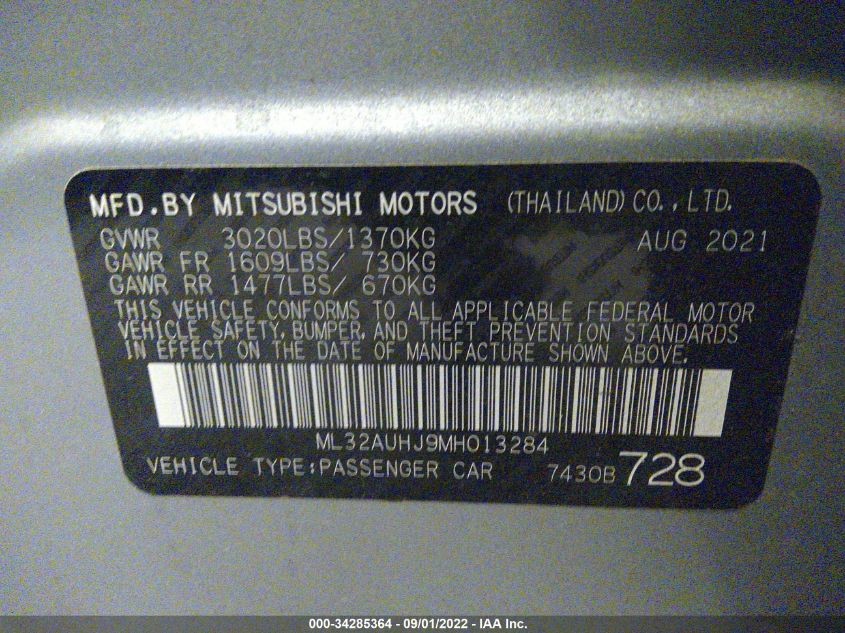 MFD.BY MITSUBISHI MOTORS (THAILAND) CO., LTD.
GVWR 3020LBS/1370KG AUG 2021
GAWR FR 1609LBS/ 730KG
GAWR RR 1477LBS/ 670KG
THIS VEHICLE CONFORMS TO ALL APPLICABLE FEDERAL MOTOR
VEHICLE SAFETY, BUMPER, AND THEFT PREVENTION STANDARDS
IN EFFECT ON THE DATE OF MANUFACTURE SHOWN ABOVE.
ML32AUHJ9MH013284
VEHICLE TYPE:PASSENGER CAR 7430B 728
000-34285364 - 09/01/2022 - IAA Inc.